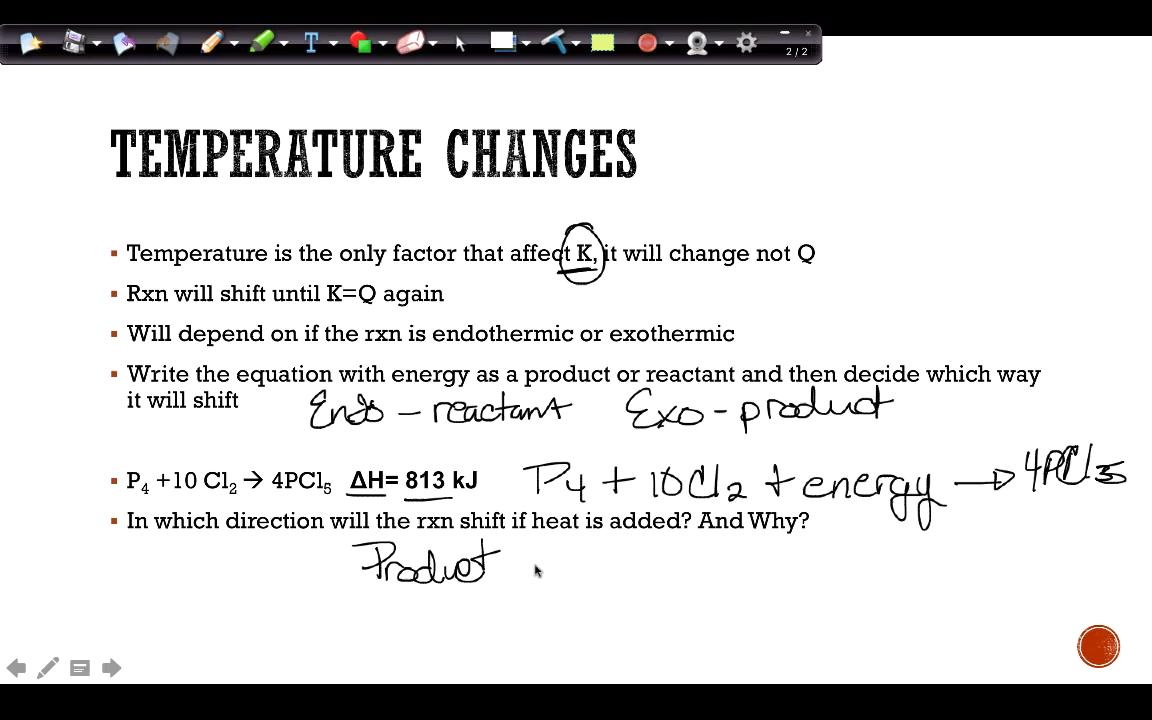 2 / 2
TEMPERATURE CHANGES
▪ Temperature is the only factor that affect K, it will change not Q
▪ Rxn will shift until K=Q again
▪ Will depend on if the rxn is endothermic or exothermic
▪ Write the equation with energy as a product or reactant and then decide which way
it will shift
Endo - reactant Exo - product
▪ P₄ +10 Cl₂ → 4PCl₅ ΔH= 813 kJ
P4 + 10Cl2 + energy → 4PCl5
▪ In which direction will the rxn shift if heat is added? And Why?
Product